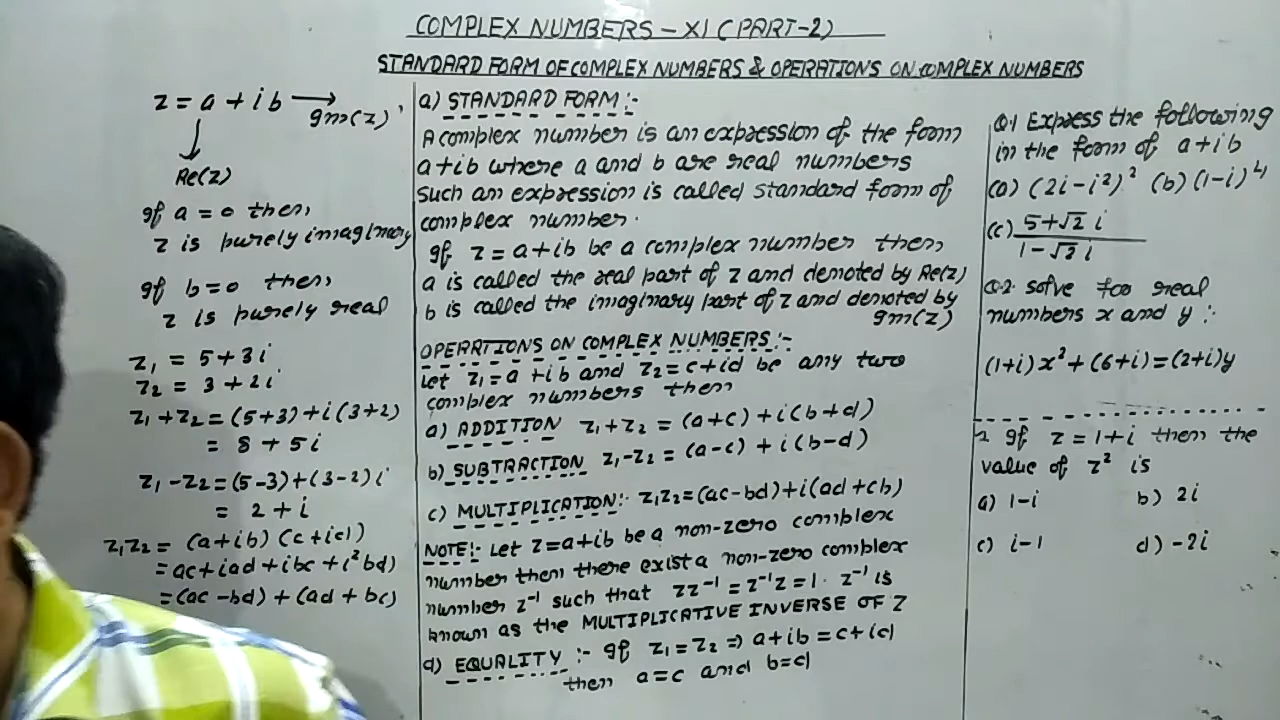 COMPLEX NUMBERS – XI (PART-2)
STANDARD FORM OF COMPLEX NUMBERS & OPERATIONS ON COMPLEX NUMBERS
z = a + ib → Im(z)
↓
Re(z)
If a = 0 then,
z is purely imaginary
If b = 0 then,
z is purely real
z₁ = 5 + 3i
z₂ = 3 + 2i
z₁ + z₂ = (5+3) + i(3+2)
= 8 + 5i
z₁ - z₂ = (5-3) + (3-2)i
= 2 + i
z₁z₂ = (a+ib)(c+id)
= ac + iad + ibc + i²bd)
= (ac - bd) + (ad + bc)
a) STANDARD FORM :-
A complex number is an expression of the form
a+ib where a and b are real numbers
such an expression is called standard form of
complex number.
If z = a+ib be a complex number then,
a is called the real part of z and denoted by Re(z)
b is called the imaginary part of z and denoted by
Im(z)
OPERATIONS ON COMPLEX NUMBERS :-
Let z₁ = a + ib and z₂ = c + id be any two
complex numbers then
a) ADDITION z₁+z₂ = (a+c) + i(b+d)
b) SUBTRACTION z₁-z₂ = (a-c) + i(b-d)
c) MULTIPLICATION :- z₁z₂ = (ac-bd) + i(ad+cb)
NOTE :- Let z = a+ib be a non-zero complex
number then there exist a non-zero complex
number z⁻¹ such that zz⁻¹ = z⁻¹z = 1. z⁻¹ is
known as the MULTIPLICATIVE INVERSE OF Z
d) EQUALITY :- If z₁ = z₂ ⇒ a+ib = c+id
then a=c and b=d
Q.1 Express the following
in the form of a+ib
(a) (2i-i²)² (b) (1-i)⁴
(c) 5+√2 i
1-√2 i
Q.2. Solve for real
numbers x and y :
(1+i)x² + (6+i) = (2+i)y
If z = 1+i then the
value of z² is
a) 1-i b) 2i
c) i-1 d) -2i